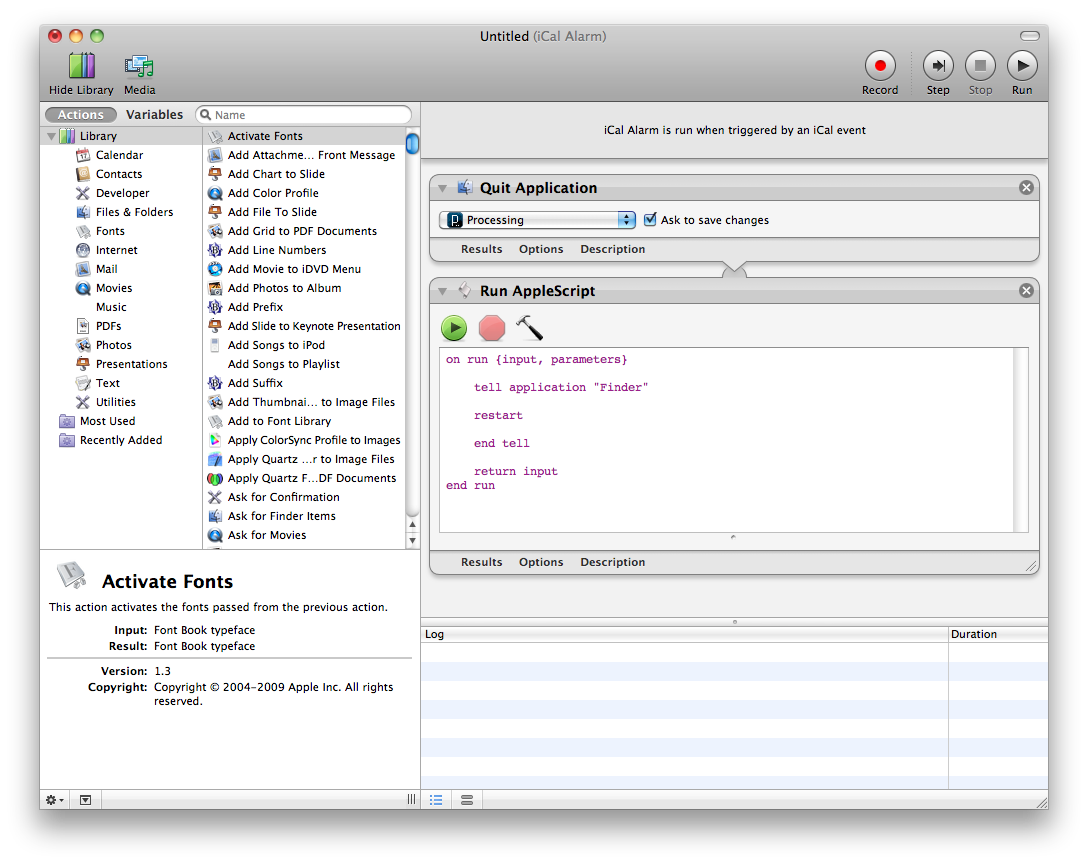 Untitled (iCal Alarm)
Hide Library
Media
Record
Step
Stop
Run
Actions
Variables
Name
Library
Calendar
Contacts
Developer
Files & Folders
Fonts
Internet
Mail
Movies
Music
PDFs
Photos
Presentations
Text
Utilities
Most Used
Recently Added
Activate Fonts
Add Attachme... Front Message
Add Chart to Slide
Add Color Profile
Add File To Slide
Add Grid to PDF Documents
Add Line Numbers
Add Movie to iDVD Menu
Add Photos to Album
Add Prefix
Add Slide to Keynote Presentation
Add Songs to iPod
Add Songs to Playlist
Add Suffix
Add Thumbnai... to Image Files
Add to Font Library
Apply ColorSync Profile to Images
Apply Quartz ...r to Image Files
Apply Quartz F...DF Documents
Ask for Confirmation
Ask for Finder Items
Ask for Movies
Activate Fonts
This action activates the fonts passed from the previous action.
Input: Font Book typeface
Result: Font Book typeface
Version: 1.3
Copyright: Copyright © 2004-2009 Apple Inc. All rights
reserved.
iCal Alarm is run when triggered by an iCal event
Quit Application
Processing
Ask to save changes
Results Options Description
Run AppleScript
on run {input, parameters}
tell application "Finder"
restart
end tell
return input
end run
Results Options Description
Log
Duration